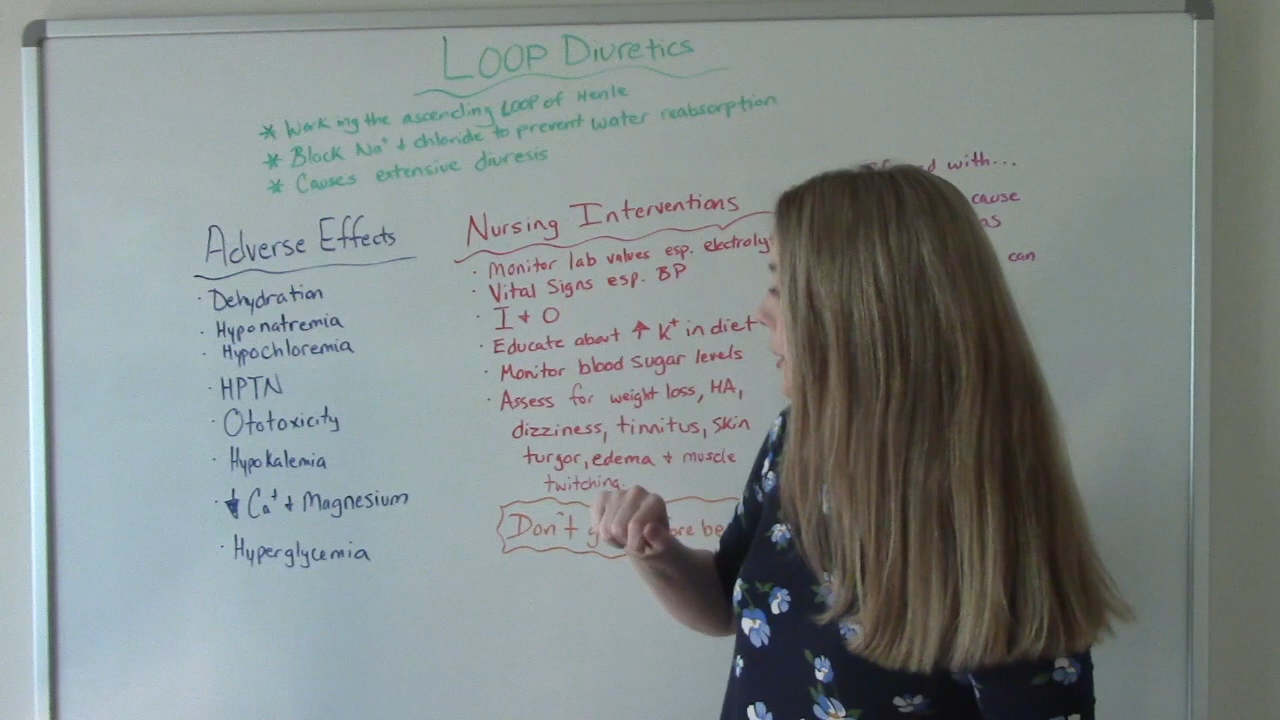 LOOP Diuretics
* Working the ascending LOOP of Henle
* Block Na⁺ + chloride to prevent water reabsorption
* Causes extensive diuresis
Adverse Effects
· Dehydration
· Hyponatremia
· Hypochloremia
· HPTN
· Ototoxicity
· Hypokalemia
· ↓ Ca⁺ + Magnesium
· Hyperglycemia
Nursing Interventions
· Monitor lab values esp. electroly
· Vital Signs esp. BP
· I + O
· Educate about ↑ K⁺ in diet
· Monitor blood sugar levels
· Assess for weight loss, HA,
dizziness, tinnitus, skin
turgor, edema + muscle
twitching.
Don't
with...
cause
can